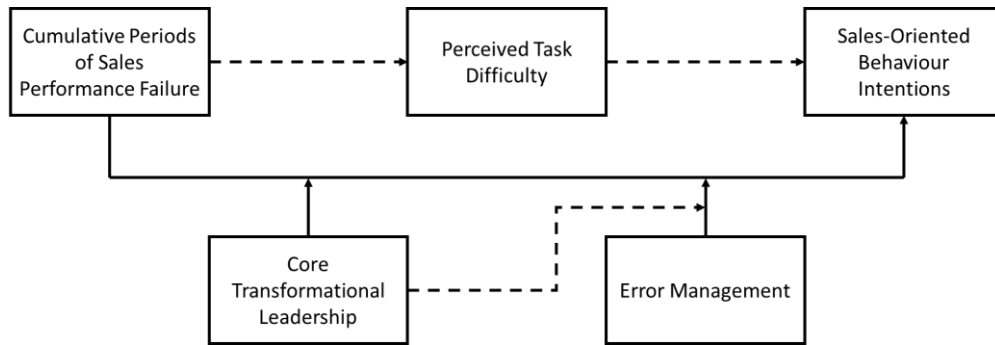 Cumulative Periods
of Sales
Performance Failure
Perceived Task
Difficulty
Sales-Oriented
Behaviour
Intentions
Core
Transformational
Leadership
Error Management